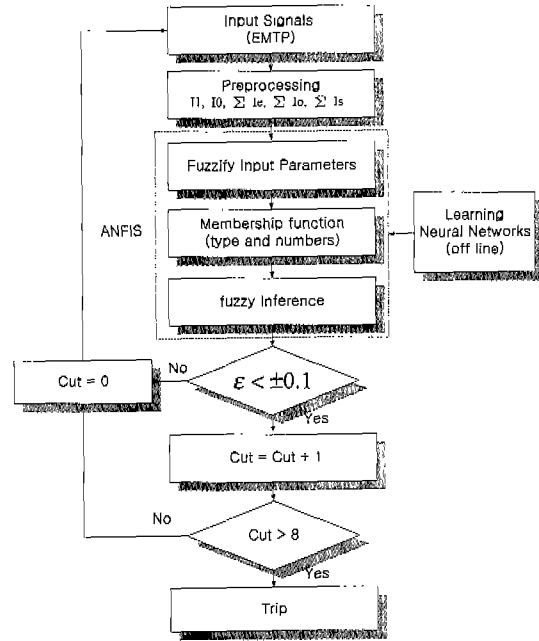 Input Signals
(EMTP)
Preprocessing
I1, I0, ∑ Ie, ∑ Io, ∑ Is
Fuzzify Input Parameters
ANFIS
Membership function
(type and numbers)
Learning
Neural Networks
(off line)
fuzzy Inference
ε < ±0.1
No
Cut = 0
Yes
Cut = Cut + 1
No
Cut > 8
Yes
Trip